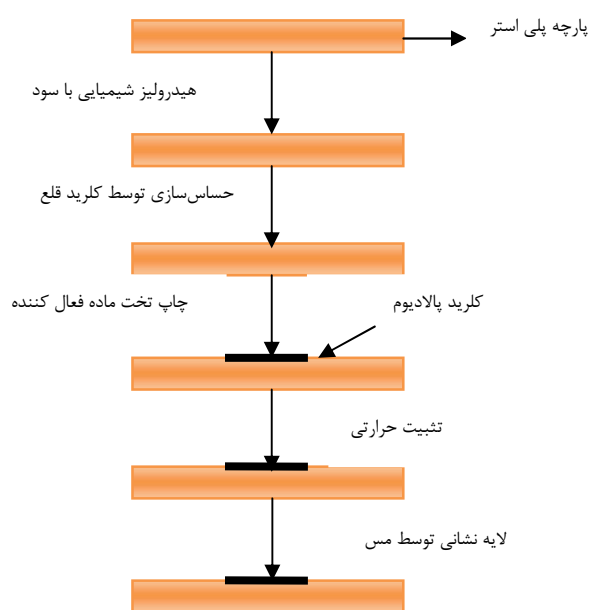 پارچه پلی استر
هیدرولیز شیمیایی با سود
حساس‌سازی توسط کلرید قلع
چاپ تخت ماده فعال کننده
کلرید پالادیوم
تثبیت حرارتی
لایه نشانی توسط مس